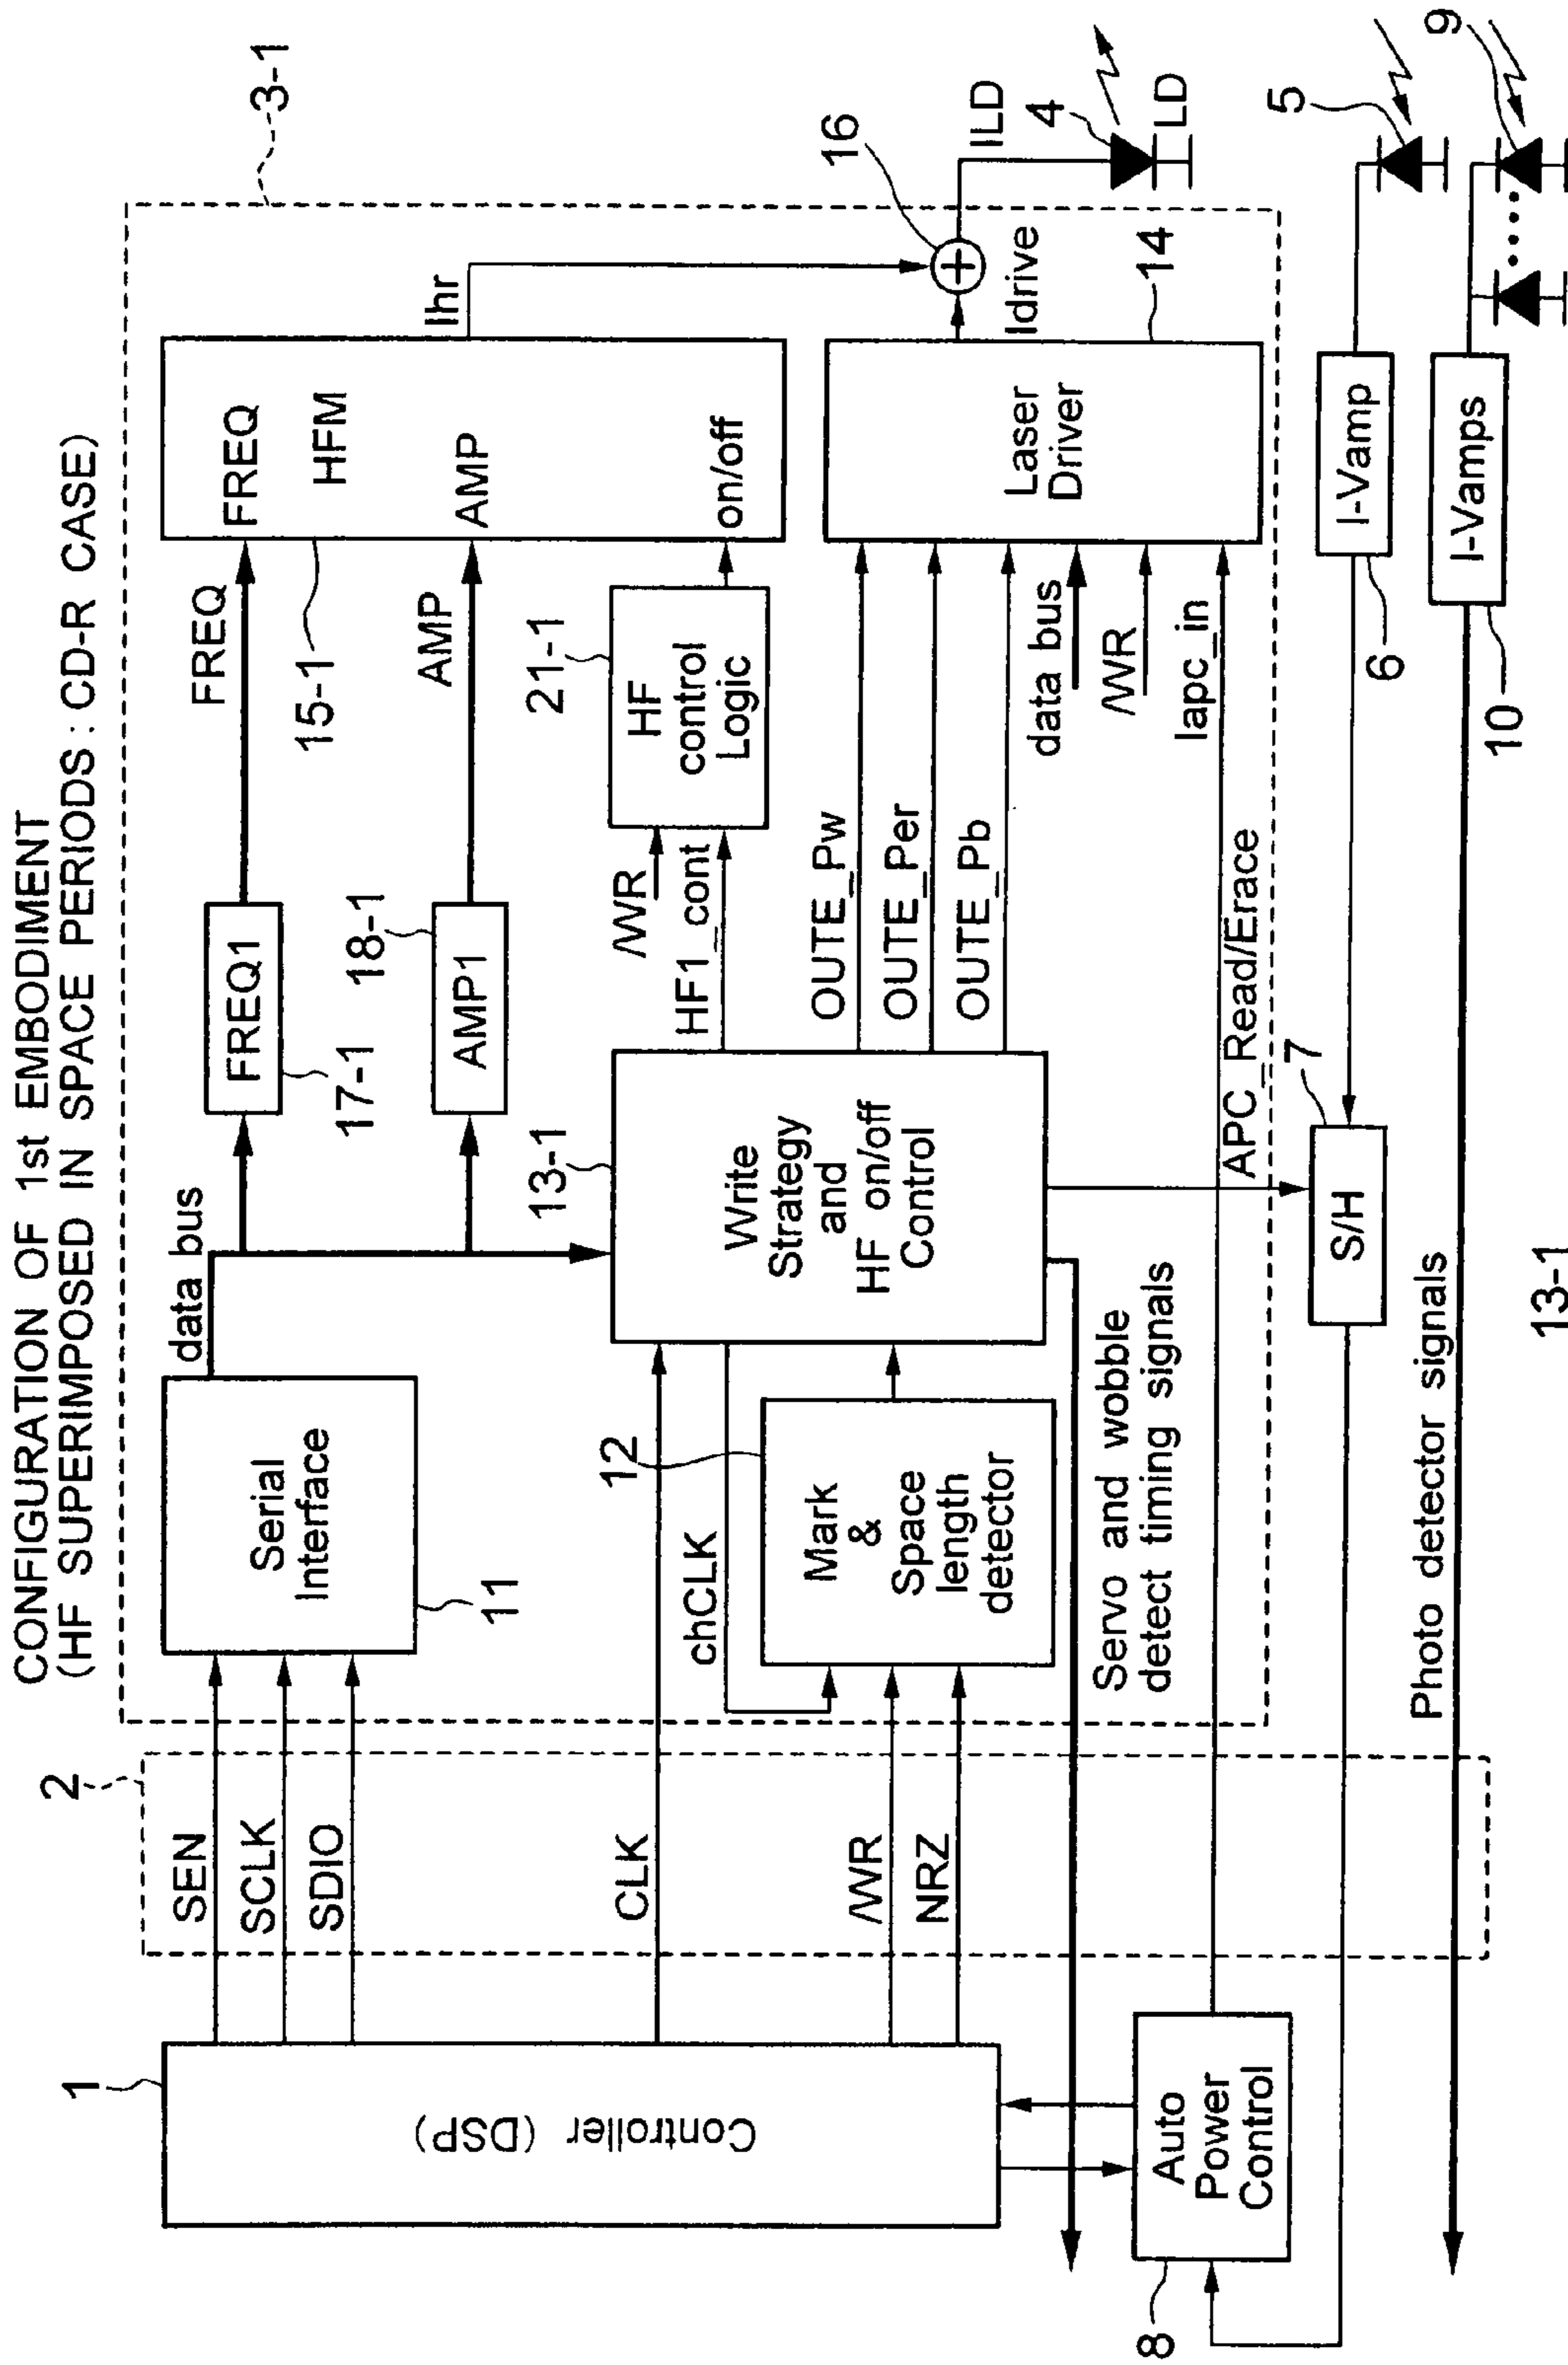 CONFIGURATION OF 1st EMBODIMENT
(HF SUPERIMPOSED IN SPACE PERIODS : CD-R CASE)
3-1
2
1
Controller (DSP)
SEN
SCLK
SDIO
CLK
/WR
NRZ
Serial
Interface
11
data bus
FREQ1
17-1
AMP1
18-1
FREQ
AMP
FREQ
HFM
AMP
on/off
15-1
Ihr
/WR
HF1_cont
HF
control
Logic
21-1
chCLK
12
Mark
&
Space
length
detector
13-1
Write
Strategy
and
HF on/off
Control
OUTE_Pw
OUTE_Per
OUTE_Pb
data bus
/WR
Iapc_in
Laser
Driver
14
Idrive
16
ILD
4
LD
Servo and wobble
detect timing signals
APC_Read/Erace
Auto
Power
Control
8
S/H
7
I-Vamp
6
5
Photo detector signals
I-Vamps
10
9
13-1